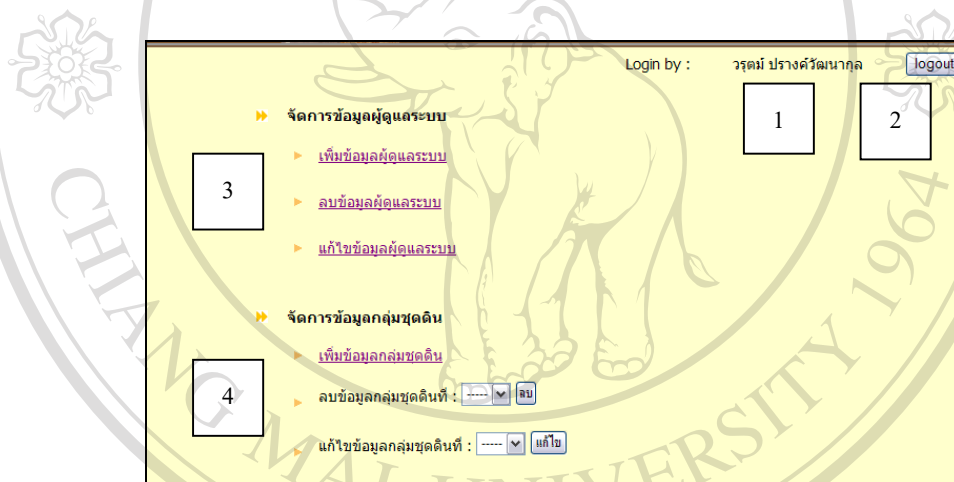 Login by : วรุตม์ ปรางค์วัฒนากุล logout
1 2
จัดการข้อมูลผู้ดูแลระบบ
เพิ่มข้อมูลผู้ดูแลระบบ
3
ลบข้อมูลผู้ดูแลระบบ
แก้ไขข้อมูลผู้ดูแลระบบ
จัดการข้อมูลกลุ่มชุดดิน
เพิ่มข้อมูลกลุ่มชุดดิน
4
ลบข้อมูลกลุ่มชุดดินที่ : ----- ลบ
แก้ไขข้อมูลกลุ่มชุดดินที่ : ----- แก้ไข
CHIANG MAI UNIVERSITY 1964